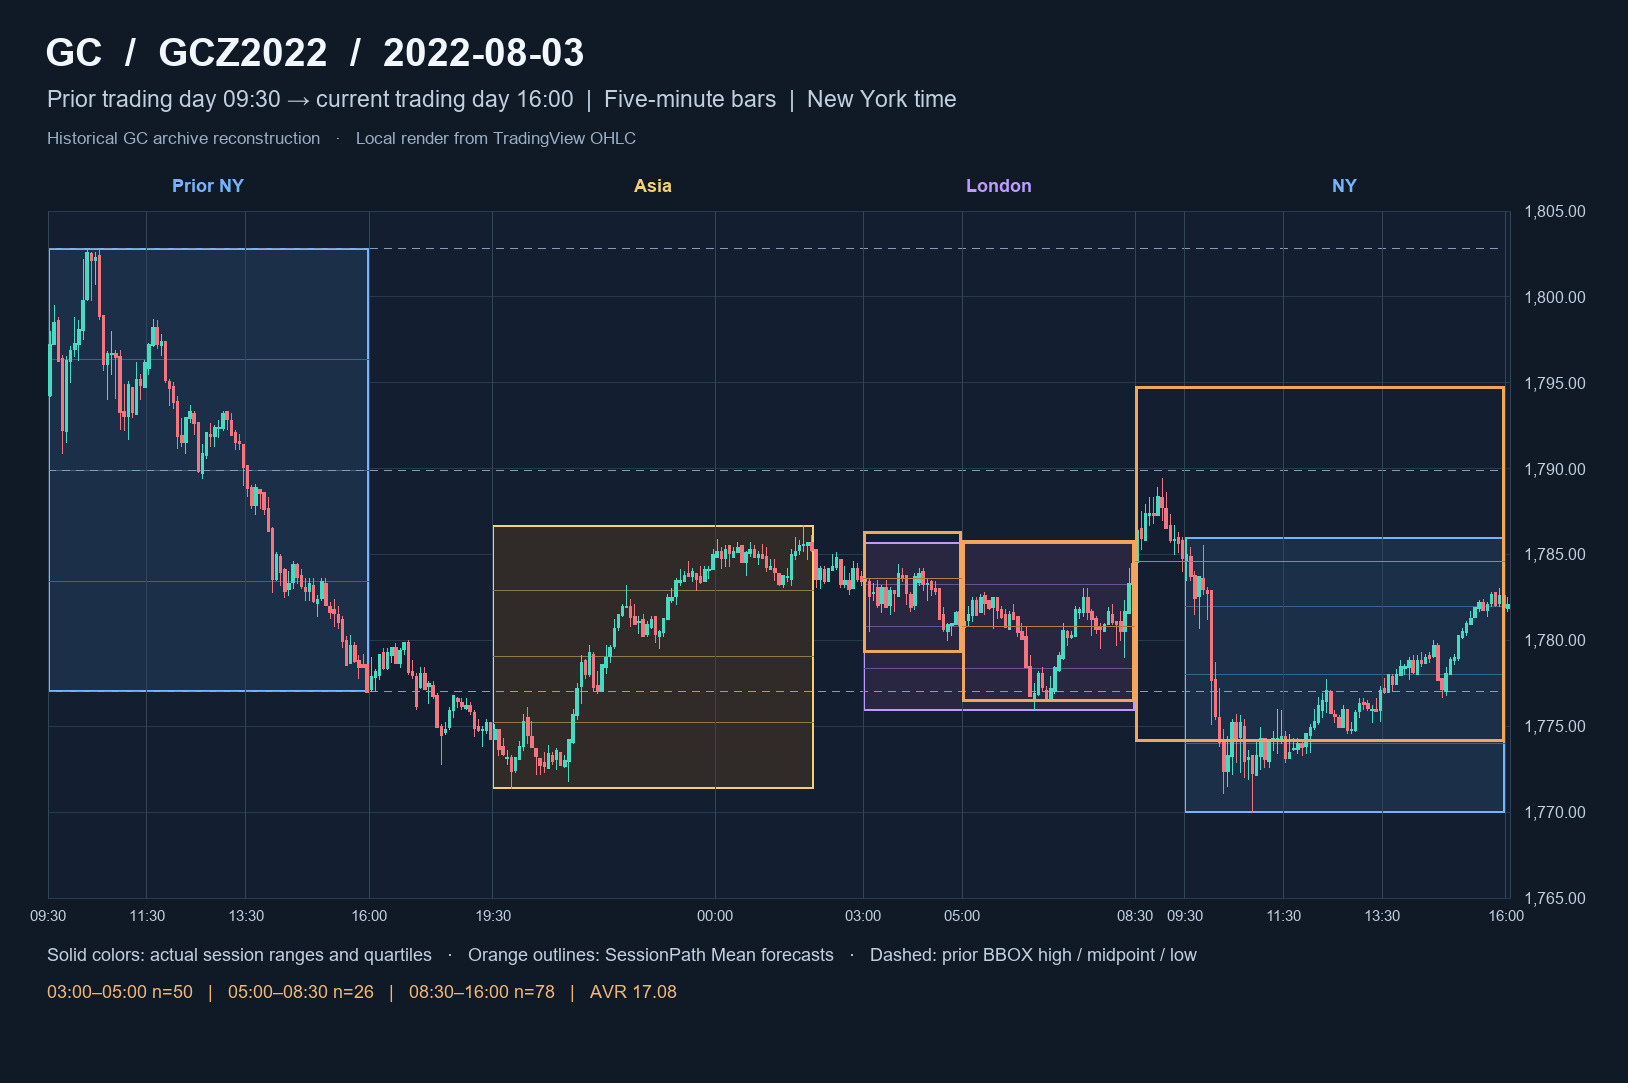 GC / GCZ2022 / 2022-08-03
Prior trading day 09:30 → current trading day 16:00 | Five-minute bars | New York time
Historical GC archive reconstruction · Local render from TradingView OHLC
Prior NY Asia London NY
1,805.00
1,800.00
1,795.00
1,790.00
1,785.00
1,780.00
1,775.00
1,770.00
1,765.00
09:30 11:30 13:30 16:00 19:30 00:00 03:00 05:00 08:30 09:30 11:30 13:30 16:00
Solid colors: actual session ranges and quartiles · Orange outlines: SessionPath Mean forecasts · Dashed: prior BBOX high / midpoint / low
03:00–05:00 n=50 | 05:00–08:30 n=26 | 08:30–16:00 n=78 | AVR 17.08